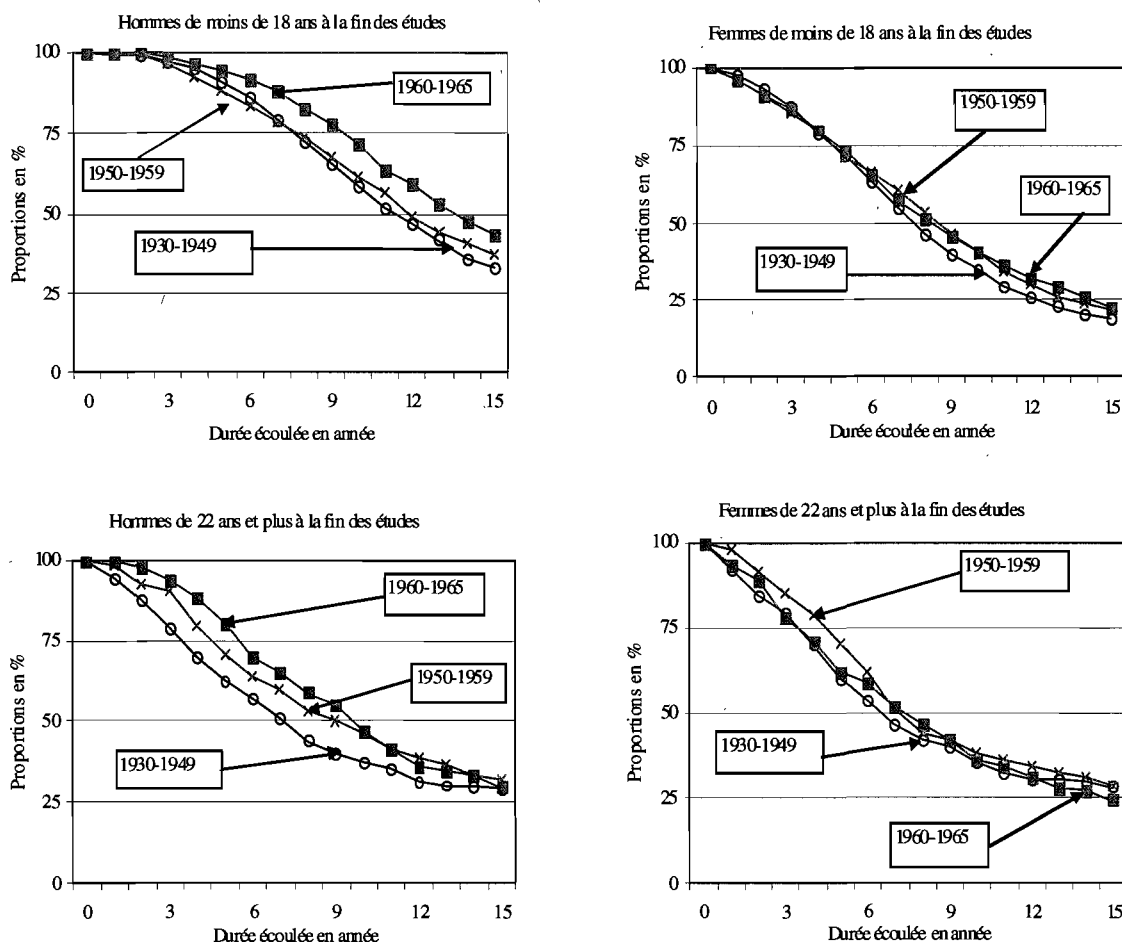 Hommes de moins de 18 ans à la fin des études
Proportions en %
100
75
50
25
0
1960-1965
1950-1959
1930-1949
0 3 6 9 12 15
Durée écoulée en année
Femmes de moins de 18 ans à la fin des études
Proportions en %
100
75
50
25
0
1950-1959
1960-1965
1930-1949
0 3 6 9 12 15
Durée écoulée en année
Hommes de 22 ans et plus à la fin des études
Proportions en %
100
75
50
25
0
1960-1965
1950-1959
1930-1949
0 3 6 9 12 15
Durée écoulée en année
Femmes de 22 ans et plus à la fin des études
Proportions en %
100
75
50
25
0
1950-1959
1930-1949
1960-1965
0 3 6 9 12 15
Durée écoulée en année